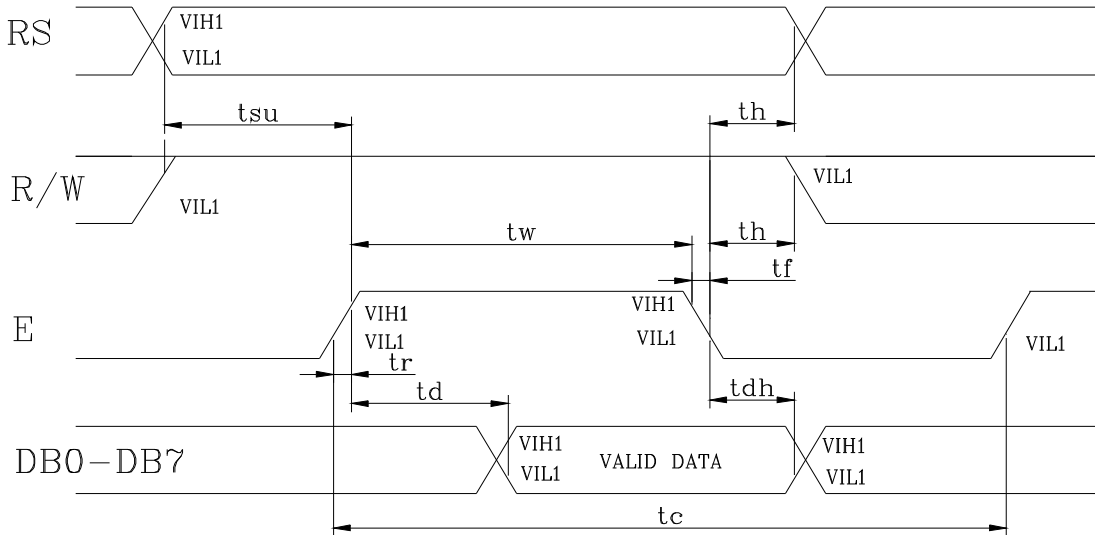 RS
VIH1
VIL1
tsu
th
R/W
VIL1
VIL1
tw
th
tf
E
VIH1
VIL1
VIH1
VIL1
VIL1
tr
td
tdh
DB0-DB7
VIH1
VIL1
VALID DATA
VIH1
VIL1
tc